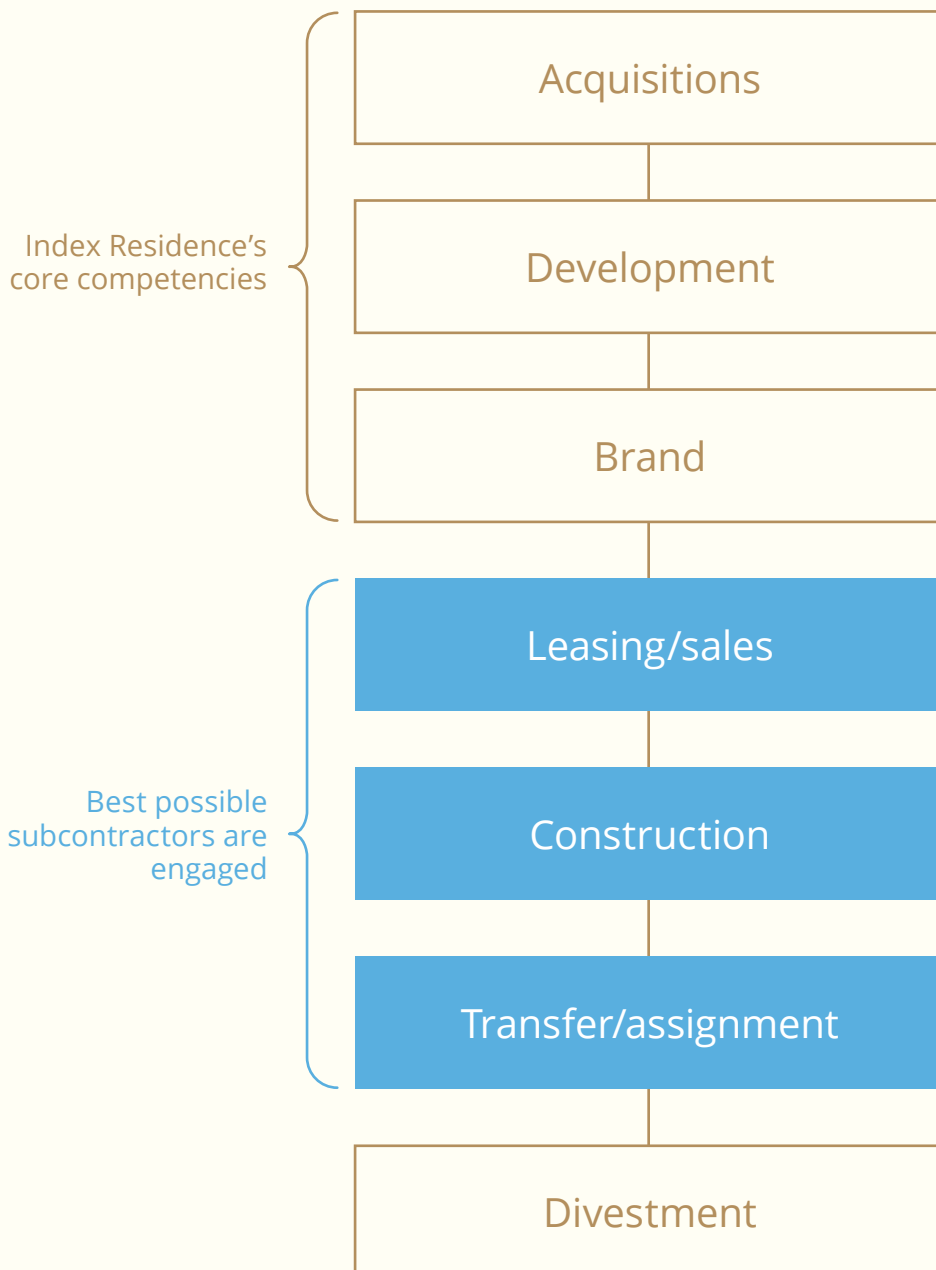 Acquisitions
Development
Index Residence’s
core competencies
Brand
Leasing/sales
Construction
Best possible
subcontractors are
engaged
Transfer/assignment
Divestment